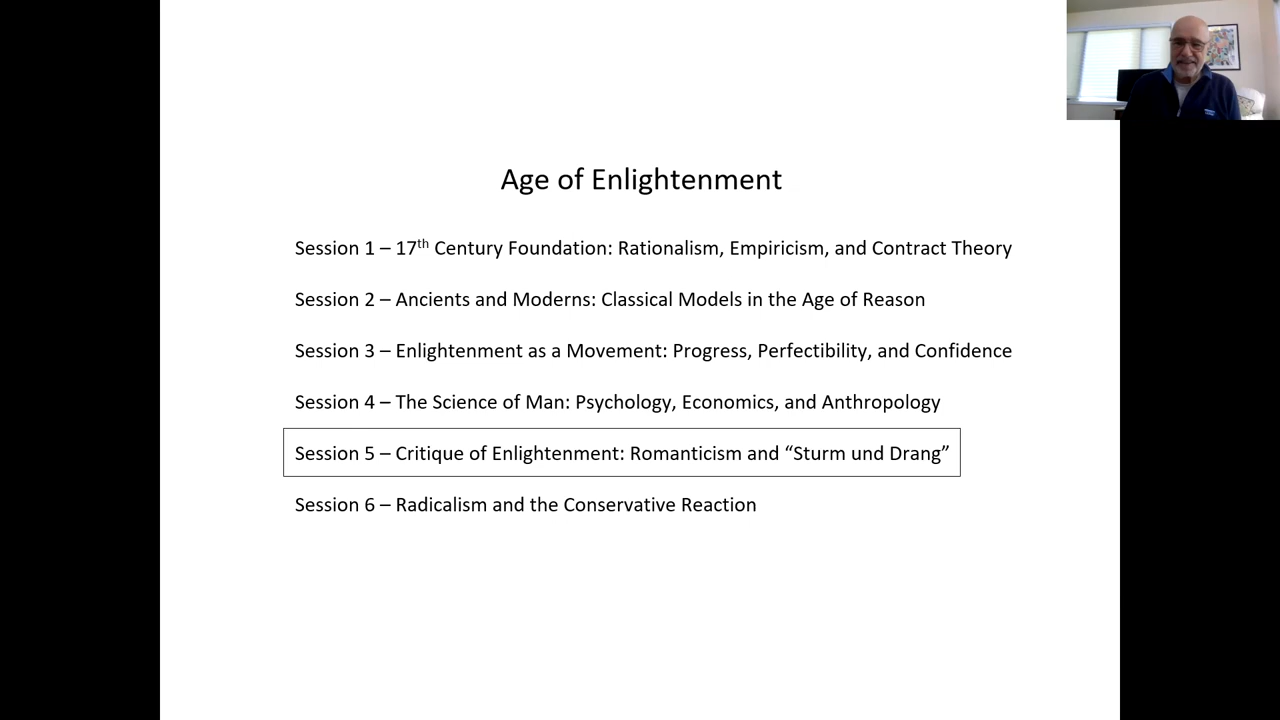 Age of Enlightenment
Session 1 – 17th Century Foundation: Rationalism, Empiricism, and Contract Theory
Session 2 – Ancients and Moderns: Classical Models in the Age of Reason
Session 3 – Enlightenment as a Movement: Progress, Perfectibility, and Confidence
Session 4 – The Science of Man: Psychology, Economics, and Anthropology
Session 5 – Critique of Enlightenment: Romanticism and “Sturm und Drang”
Session 6 – Radicalism and the Conservative Reaction